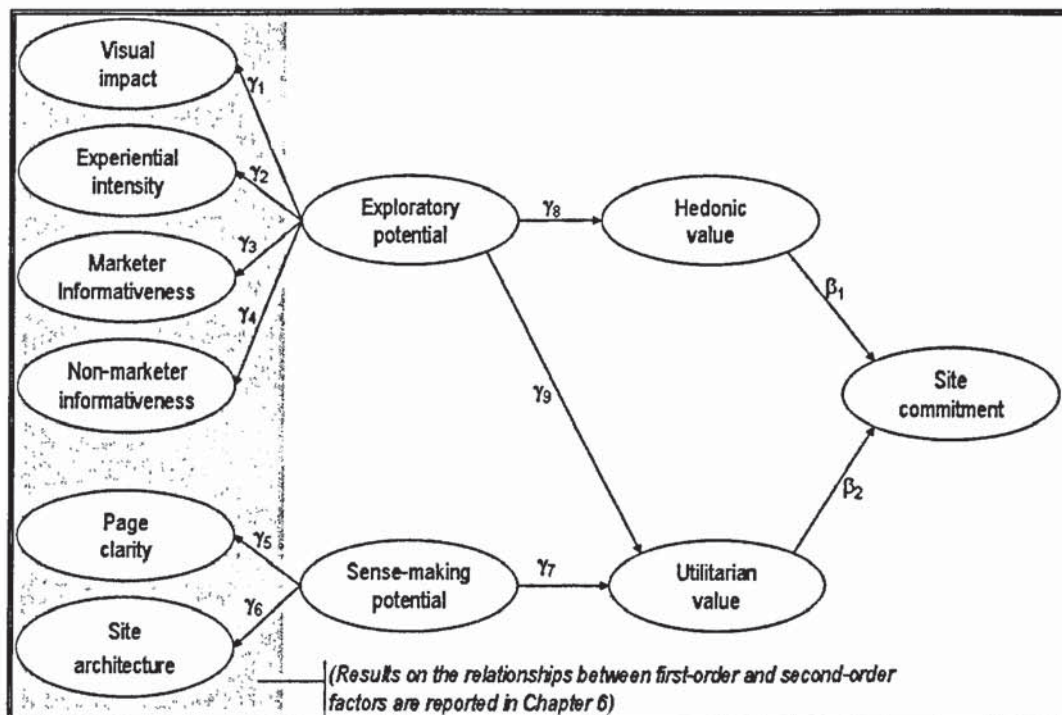 Visual
impact
γ1
Experiential
intensity
γ2
Marketer
Informativeness
γ3
Non-marketer
informativeness
γ4
Exploratory
potential
γ8
Hedonic
value
β1
γ9
Site
commitment
β2
Page
clarity
γ5
Sense-making
potential
γ7
Utilitarian
value
γ6
Site
architecture
(Results on the relationships between first-order and second-order
factors are reported in Chapter 6)